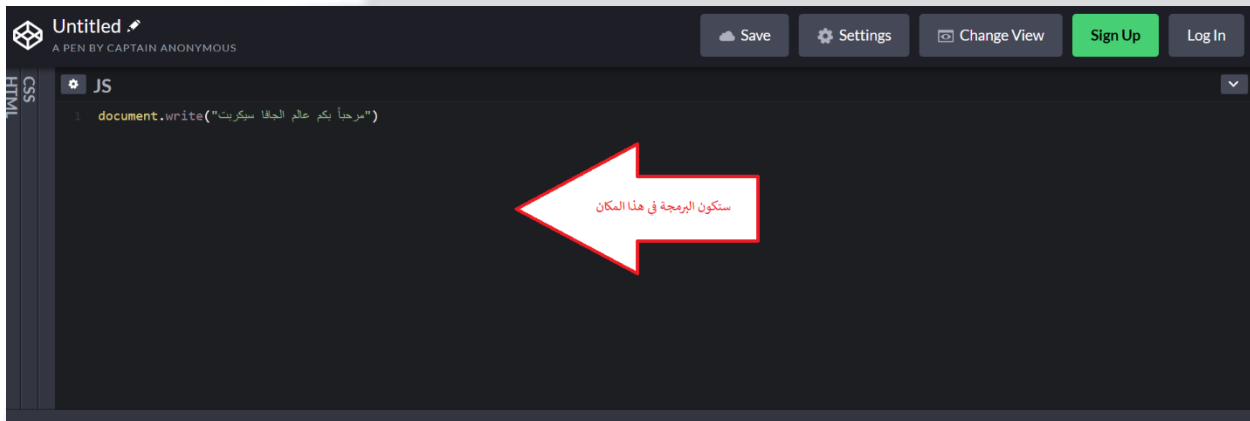 Untitled
A PEN BY CAPTAIN ANONYMOUS
Save
Settings
Change View
Sign Up
Log In
HTML
CSS
JS
1 document.write("مرحباً بكم عالم الجافا سيكربت")
ستكون البرمجة في هذا المكان